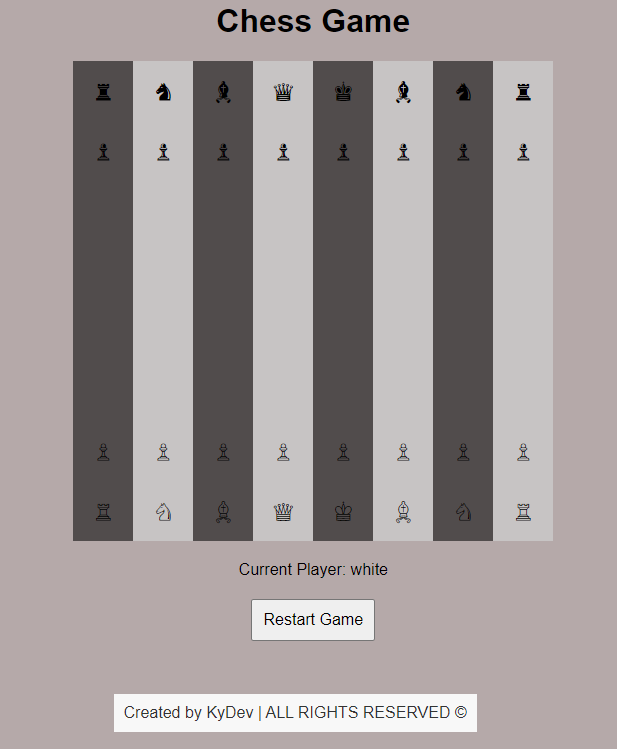 Chess Game
Current Player: white
Restart Game
Created by KyDev | ALL RIGHTS RESERVED ©